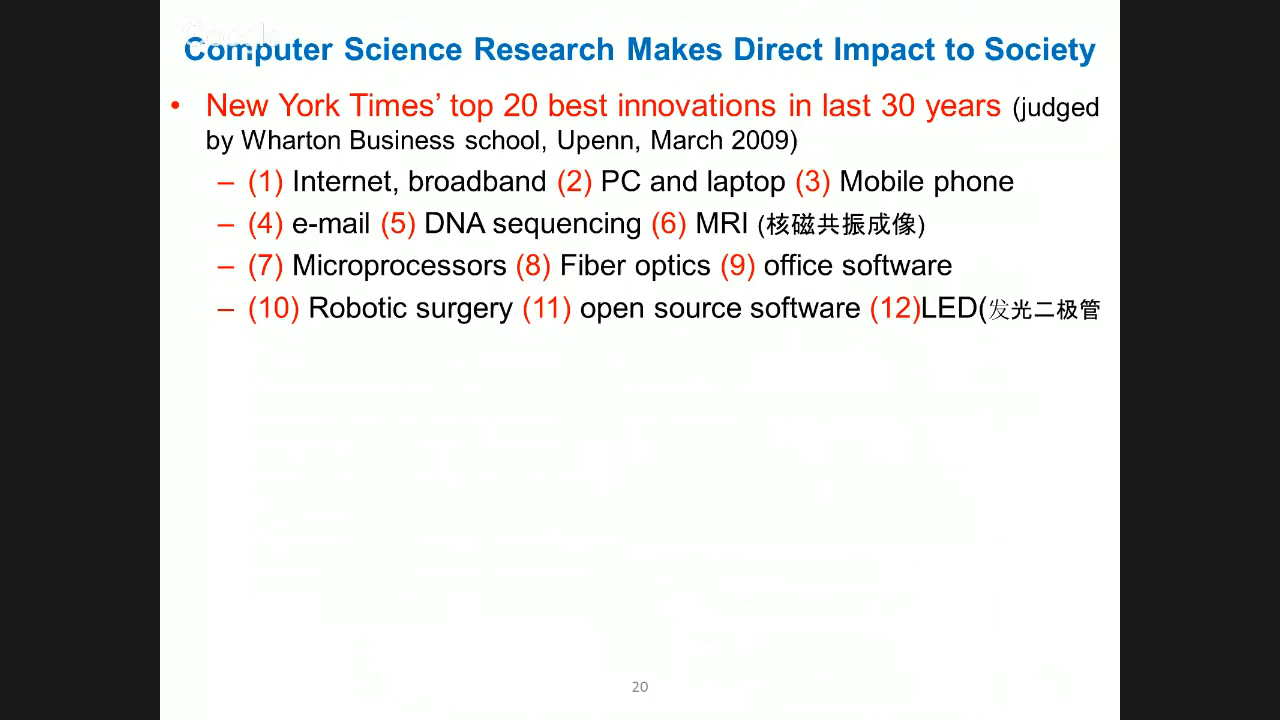 Computer Science Research Makes Direct Impact to Society
• New York Times’ top 20 best innovations in last 30 years (judged
by Wharton Business school, Upenn, March 2009)
– (1) Internet, broadband (2) PC and laptop (3) Mobile phone
– (4) e-mail (5) DNA sequencing (6) MRI (核磁共振成像)
– (7) Microprocessors (8) Fiber optics (9) office software
– (10) Robotic surgery (11) open source software (12)LED(发光二极管
20
Google